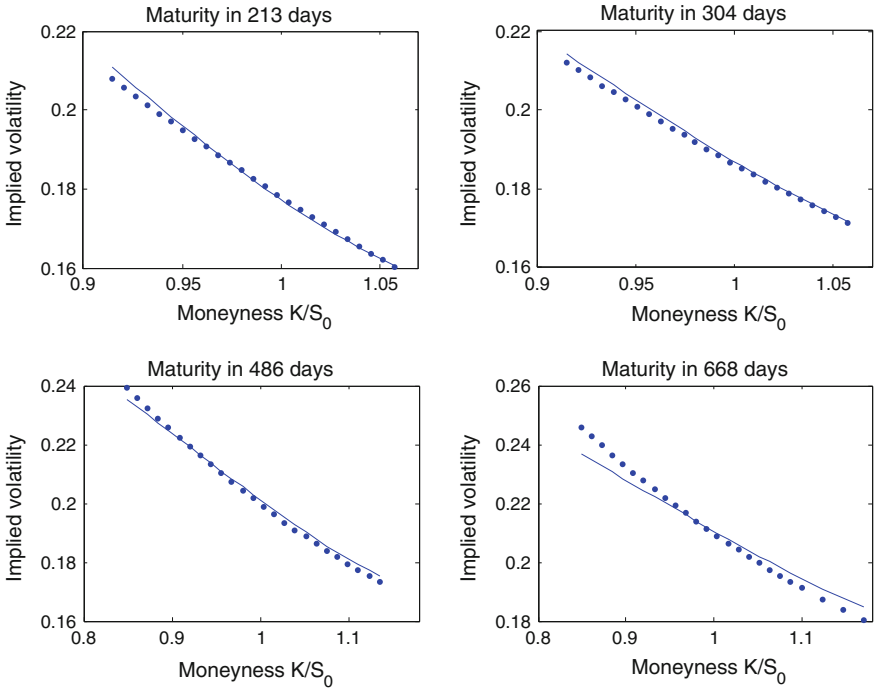 Maturity in 213 days
0.22
0.2
0.18
0.16
0.9
0.95
1
1.05
Implied volatility
Moneyness K/S0
Maturity in 304 days
0.22
0.2
0.18
0.16
0.9
0.95
1
1.05
Implied volatility
Moneyness K/S0
Maturity in 486 days
0.24
0.22
0.2
0.18
0.16
0.8
0.9
1
1.1
Implied volatility
Moneyness K/S0
Maturity in 668 days
0.26
0.24
0.22
0.2
0.18
0.8
0.9
1
1.1
Implied volatility
Moneyness K/S0